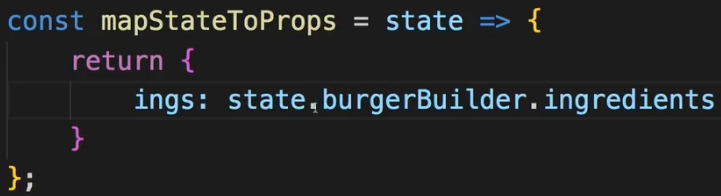 const mapStateToProps = state => {
    return {
        ings: state.burgerBuilder.ingredients
    }
};